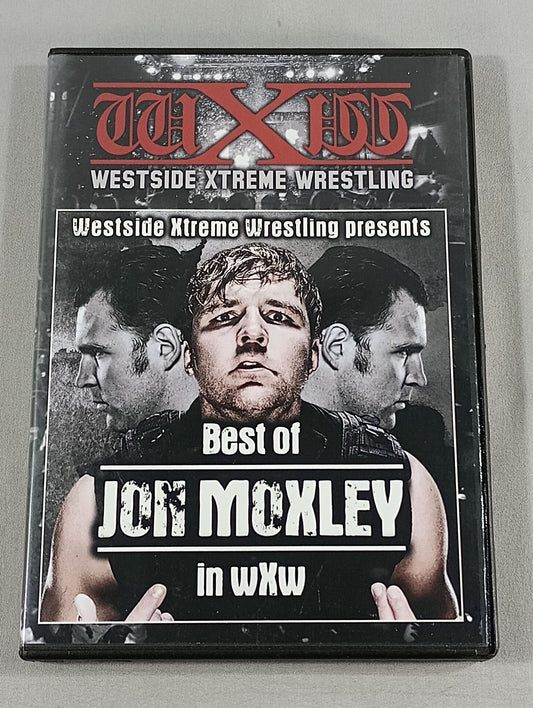 wXw
WESTSIDE XTREME WRESTLING
Westside Xtreme Wrestling presents
Best of
JON MOXLEY
in wXw